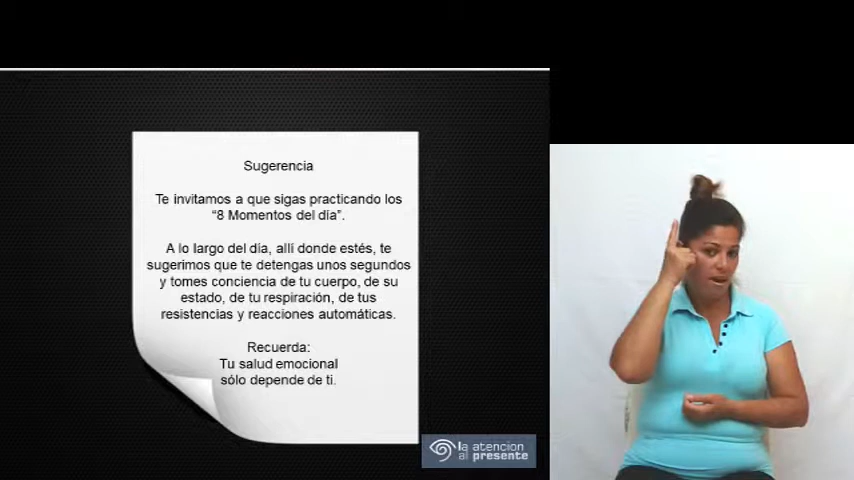 Sugerencia
Te invitamos a que sigas practicando los
“8 Momentos del día”.
A lo largo del día, allí donde estés, te
sugerimos que te detengas unos segundos
y tomes conciencia de tu cuerpo, de su
estado, de tu respiración, de tus
resistencias y reacciones automáticas.
Recuerda:
Tu salud emocional
sólo depende de ti.
la atencion
al presente